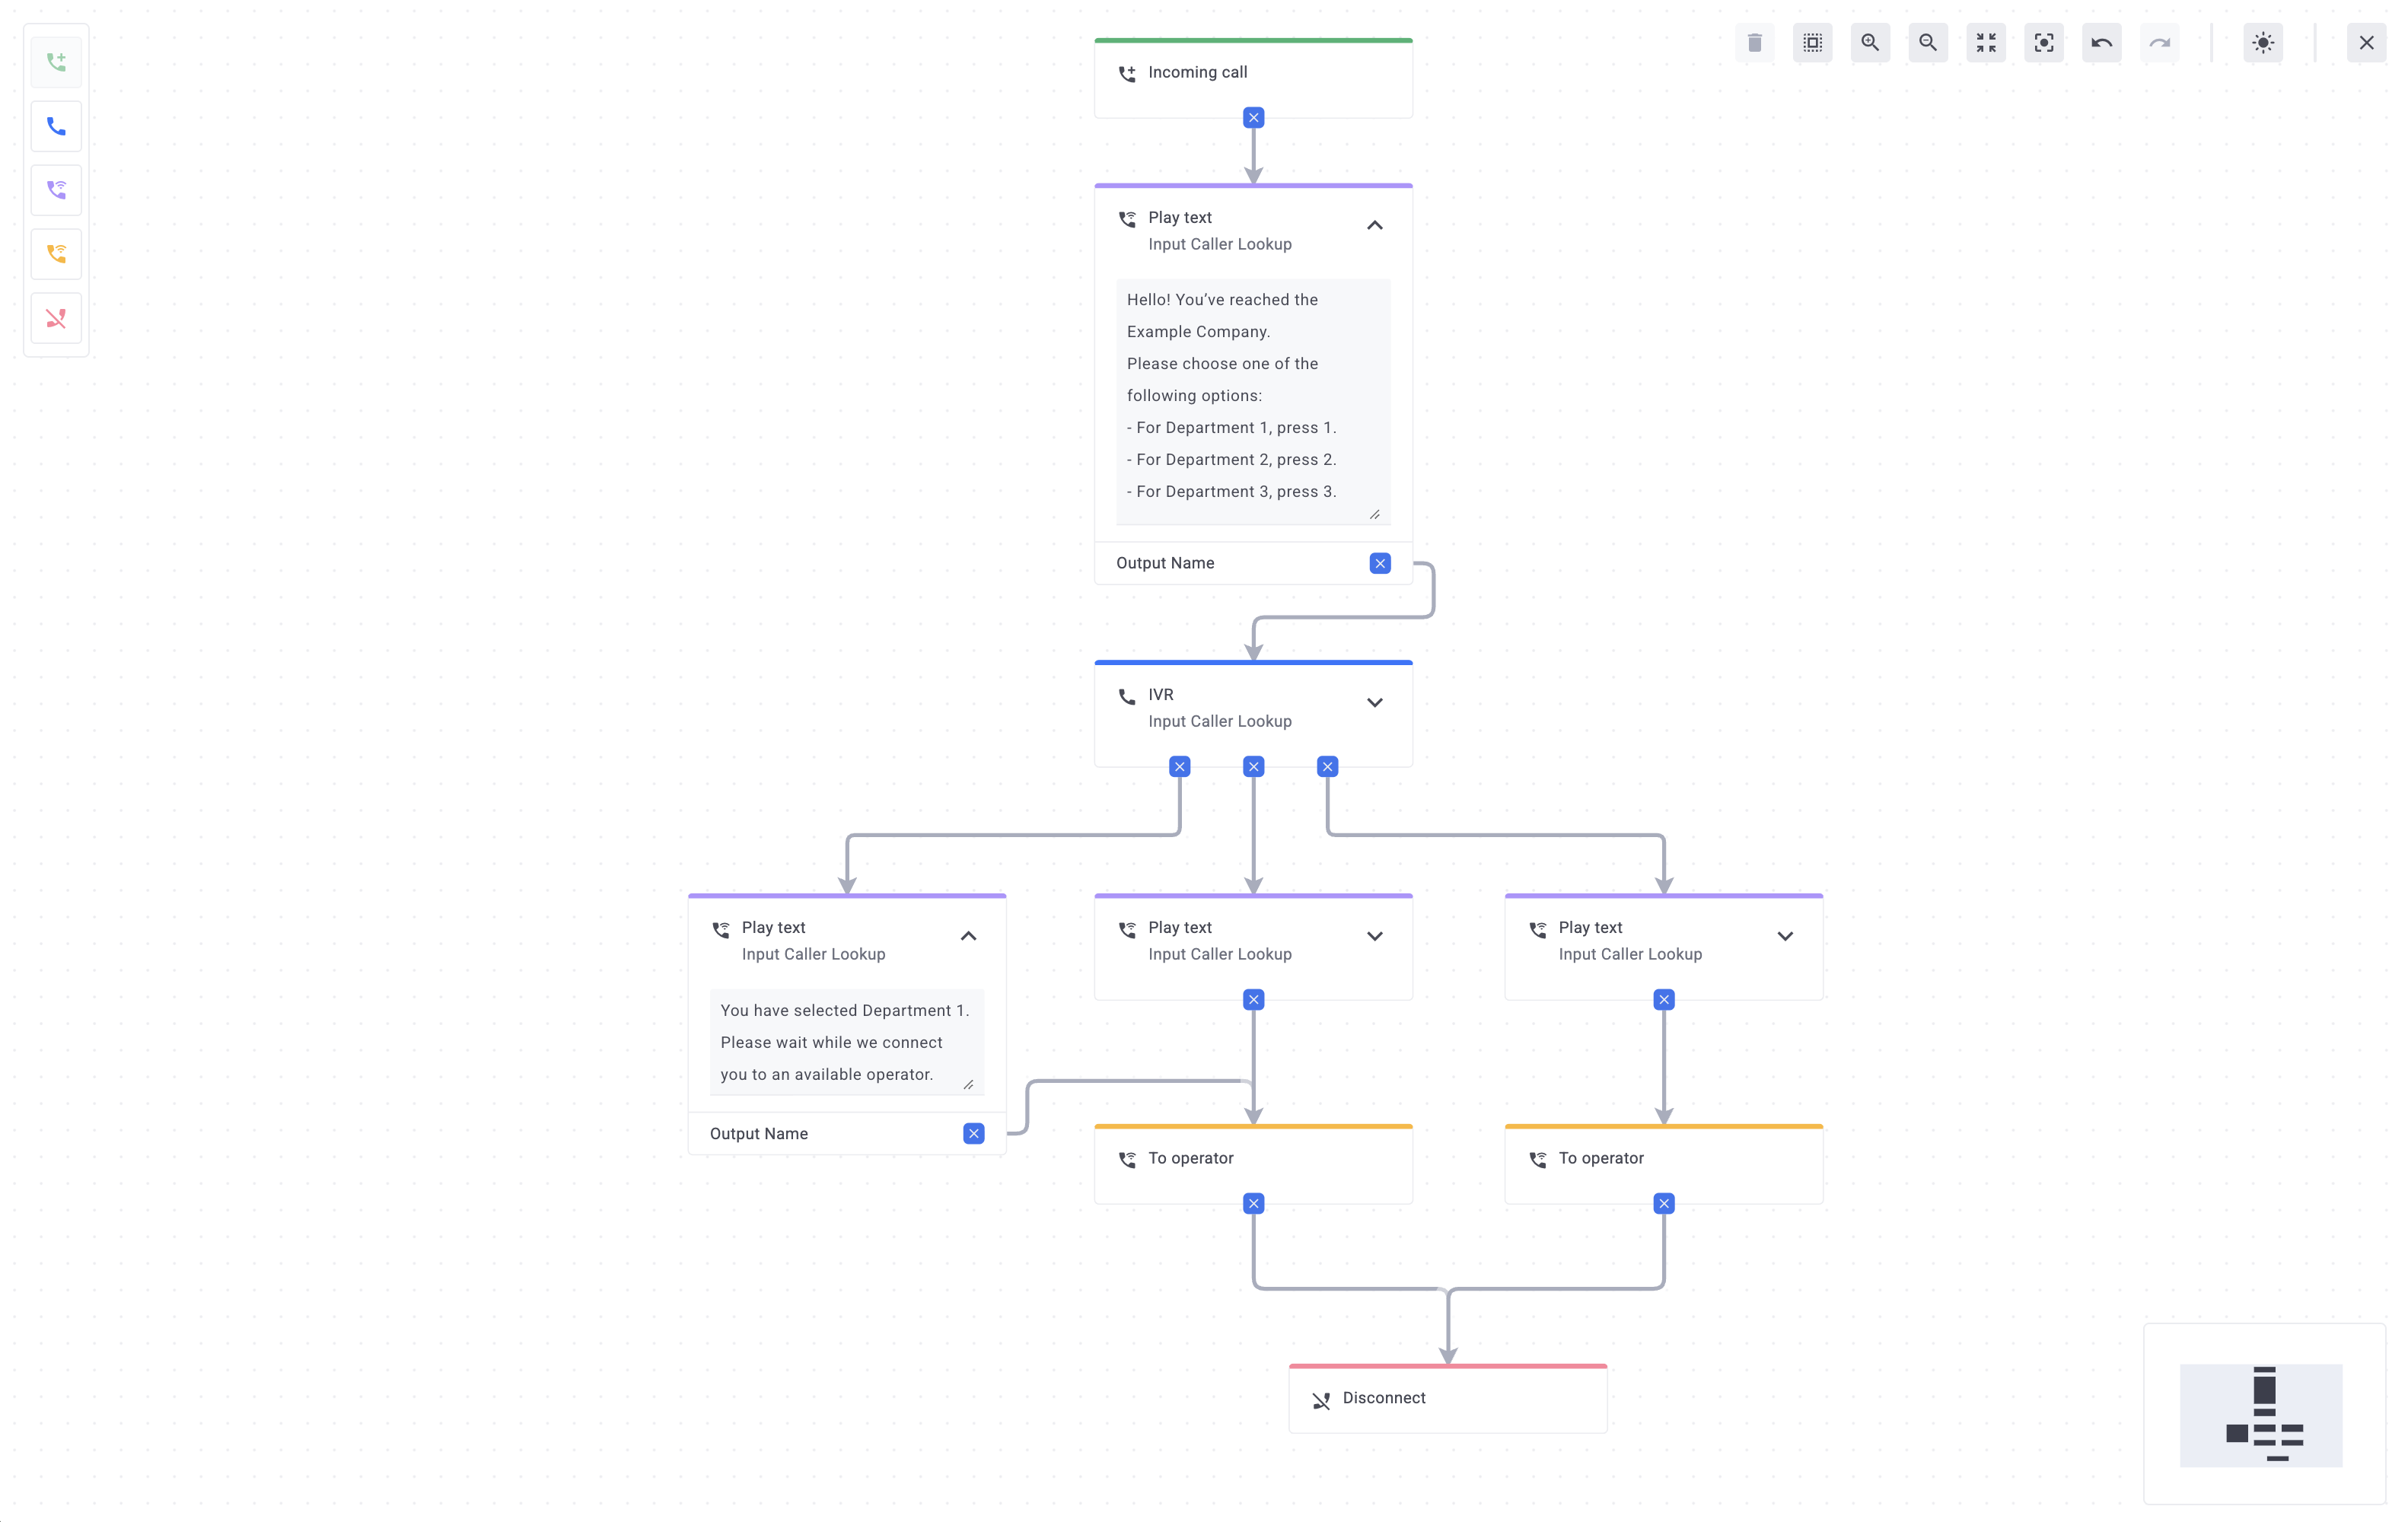 Incoming call
Play text
Input Caller Lookup
Hello! You’ve reached the
Example Company.
Please choose one of the
following options:
- For Department 1, press 1.
- For Department 2, press 2.
- For Department 3, press 3.
Output Name
IVR
Input Caller Lookup
Play text
Input Caller Lookup
You have selected Department 1.
Please wait while we connect
you to an available operator.
Output Name
Play text
Input Caller Lookup
Play text
Input Caller Lookup
To operator
To operator
Disconnect